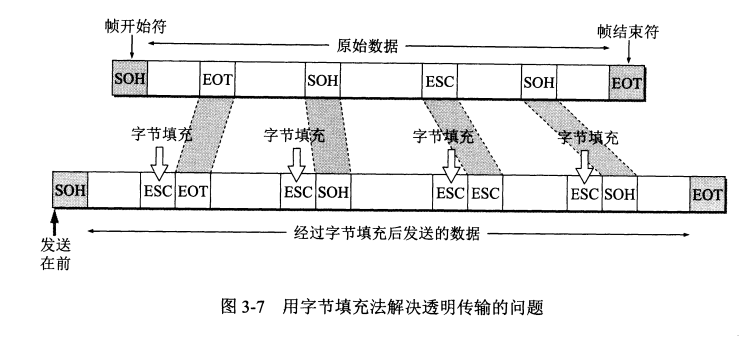 帧开始符
原始数据
帧结束符
SOH EOT SOH ESC SOH EOT
字节填充 字节填充 字节填充 字节填充
SOH ESC EOT ESC SOH ESC ESC ESC SOH EOT
发送
在前
经过字节填充后发送的数据
图 3-7 用字节填充法解决透明传输的问题